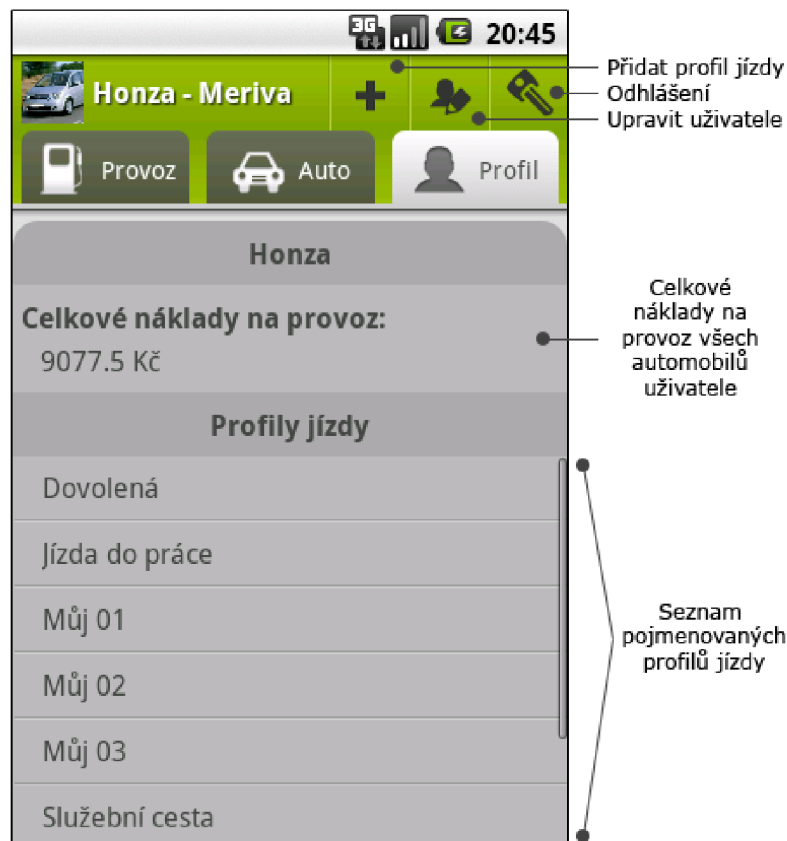 3G 20:45
Honza - Meriva
Přidat profil jízdy
Odhlášení
Upravit uživatele
Provoz Auto Profil
Honza
Celkové náklady na provoz:
9077.5 Kč
Celkové
náklady na
provoz všech
automobilů
uživatele
Profily jízdy
Dovolená
Jízda do práce
Můj 01
Můj 02
Můj 03
Služební cesta
Seznam
pojmenovaných
profilů jízdy